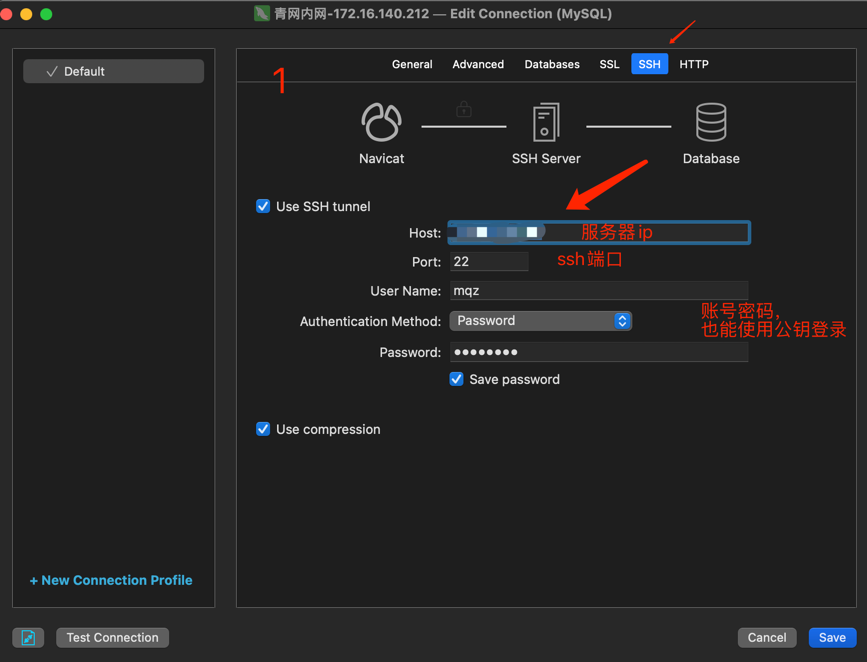 青网内网-172.16.140.212 — Edit Connection (MySQL)
Default
General Advanced Databases SSL SSH HTTP
1
Navicat SSH Server Database
Use SSH tunnel
Host: 服务器ip
Port: 22 ssh端口
User Name: mqz
账号密码,
Authentication Method: Password
也能使用公钥登录
Password: ••••••••
Save password
Use compression
+ New Connection Profile
Test Connection Cancel Save